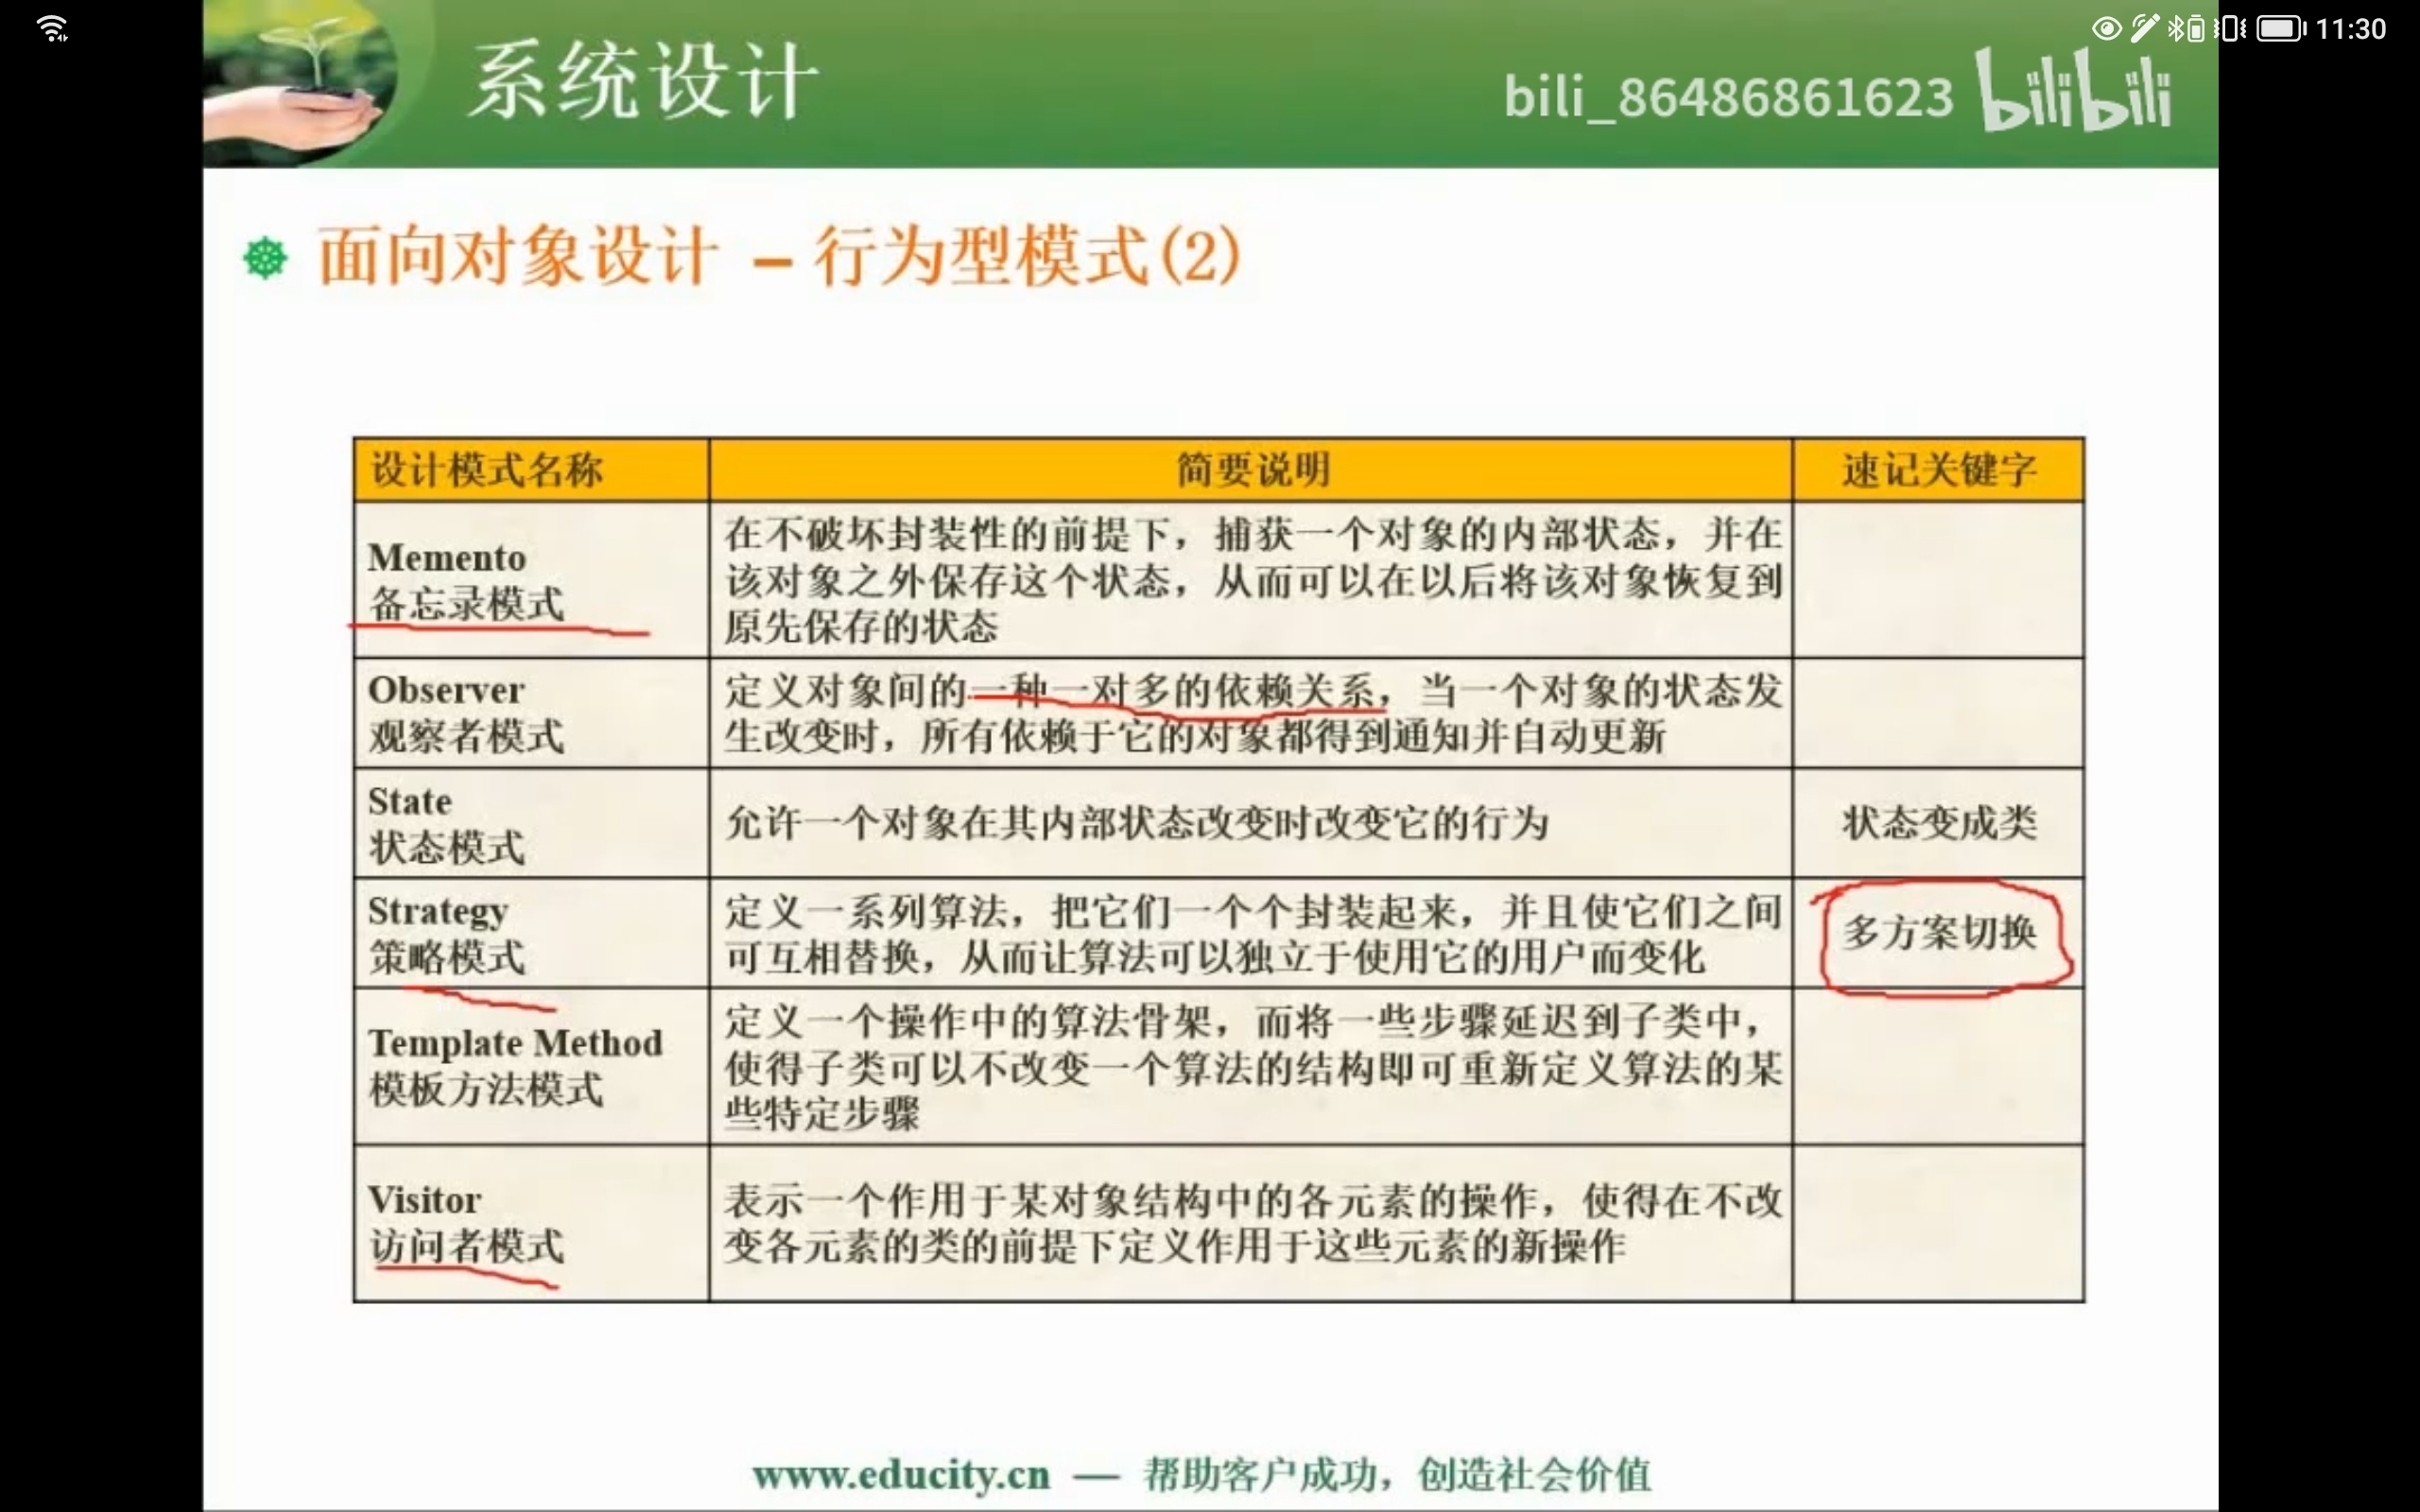 11:30
系统设计
bili_86486861623 bilibili
面向对象设计 – 行为型模式(2)
设计模式名称 简要说明 速记关键字
Memento
备忘录模式
在不破坏封装性的前提下，捕获一个对象的内部状态，并在
该对象之外保存这个状态，从而可以在以后将该对象恢复到
原先保存的状态
Observer
观察者模式
定义对象间的一种一对多的依赖关系，当一个对象的状态发
生改变时，所有依赖于它的对象都得到通知并自动更新
State
状态模式
允许一个对象在其内部状态改变时改变它的行为
状态变成类
Strategy
策略模式
定义一系列算法，把它们一个个封装起来，并且使它们之间
可互相替换，从而让算法可以独立于使用它的用户而变化
多方案切换
Template Method
模板方法模式
定义一个操作中的算法骨架，而将一些步骤延迟到子类中，
使得子类可以不改变一个算法的结构即可重新定义算法的某
些特定步骤
Visitor
访问者模式
表示一个作用于某对象结构中的各元素的操作，使得在不改
变各元素的类的前提下定义作用于这些元素的新操作
www.educity.cn — 帮助客户成功，创造社会价值